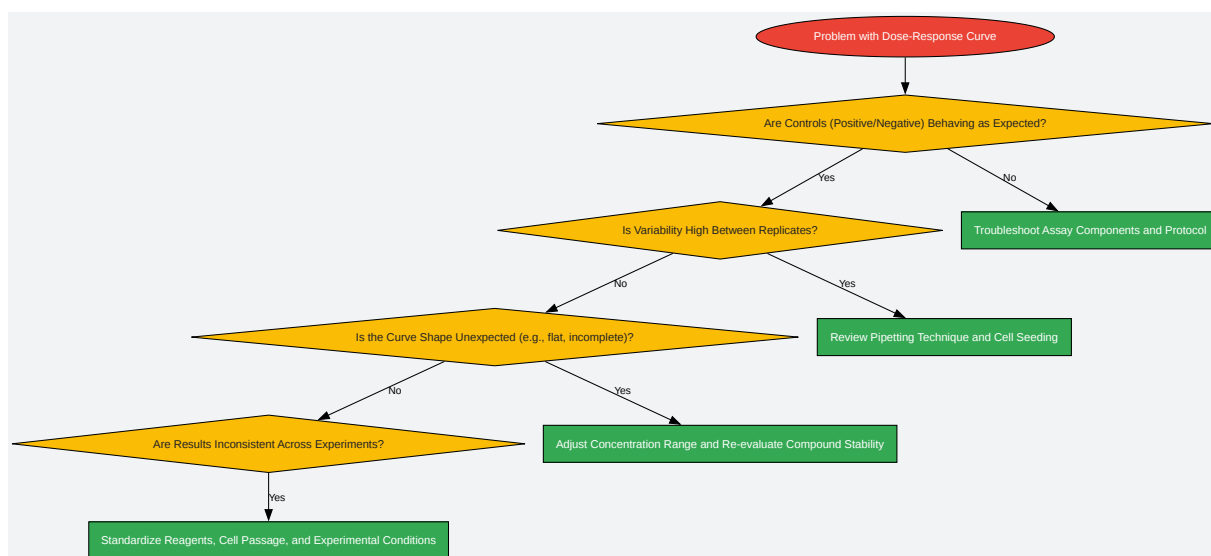 Problem with Dose-Response Curve
Are Controls (Positive/Negative) Behaving as Expected?
Yes
No
Is Variability High Between Replicates?
Troubleshoot Assay Components and Protocol
No
Yes
Is the Curve Shape Unexpected (e.g., flat, incomplete)?
Review Pipetting Technique and Cell Seeding
No
Yes
Are Results Inconsistent Across Experiments?
Adjust Concentration Range and Re-evaluate Compound Stability
Yes
Standardize Reagents, Cell Passage, and Experimental Conditions